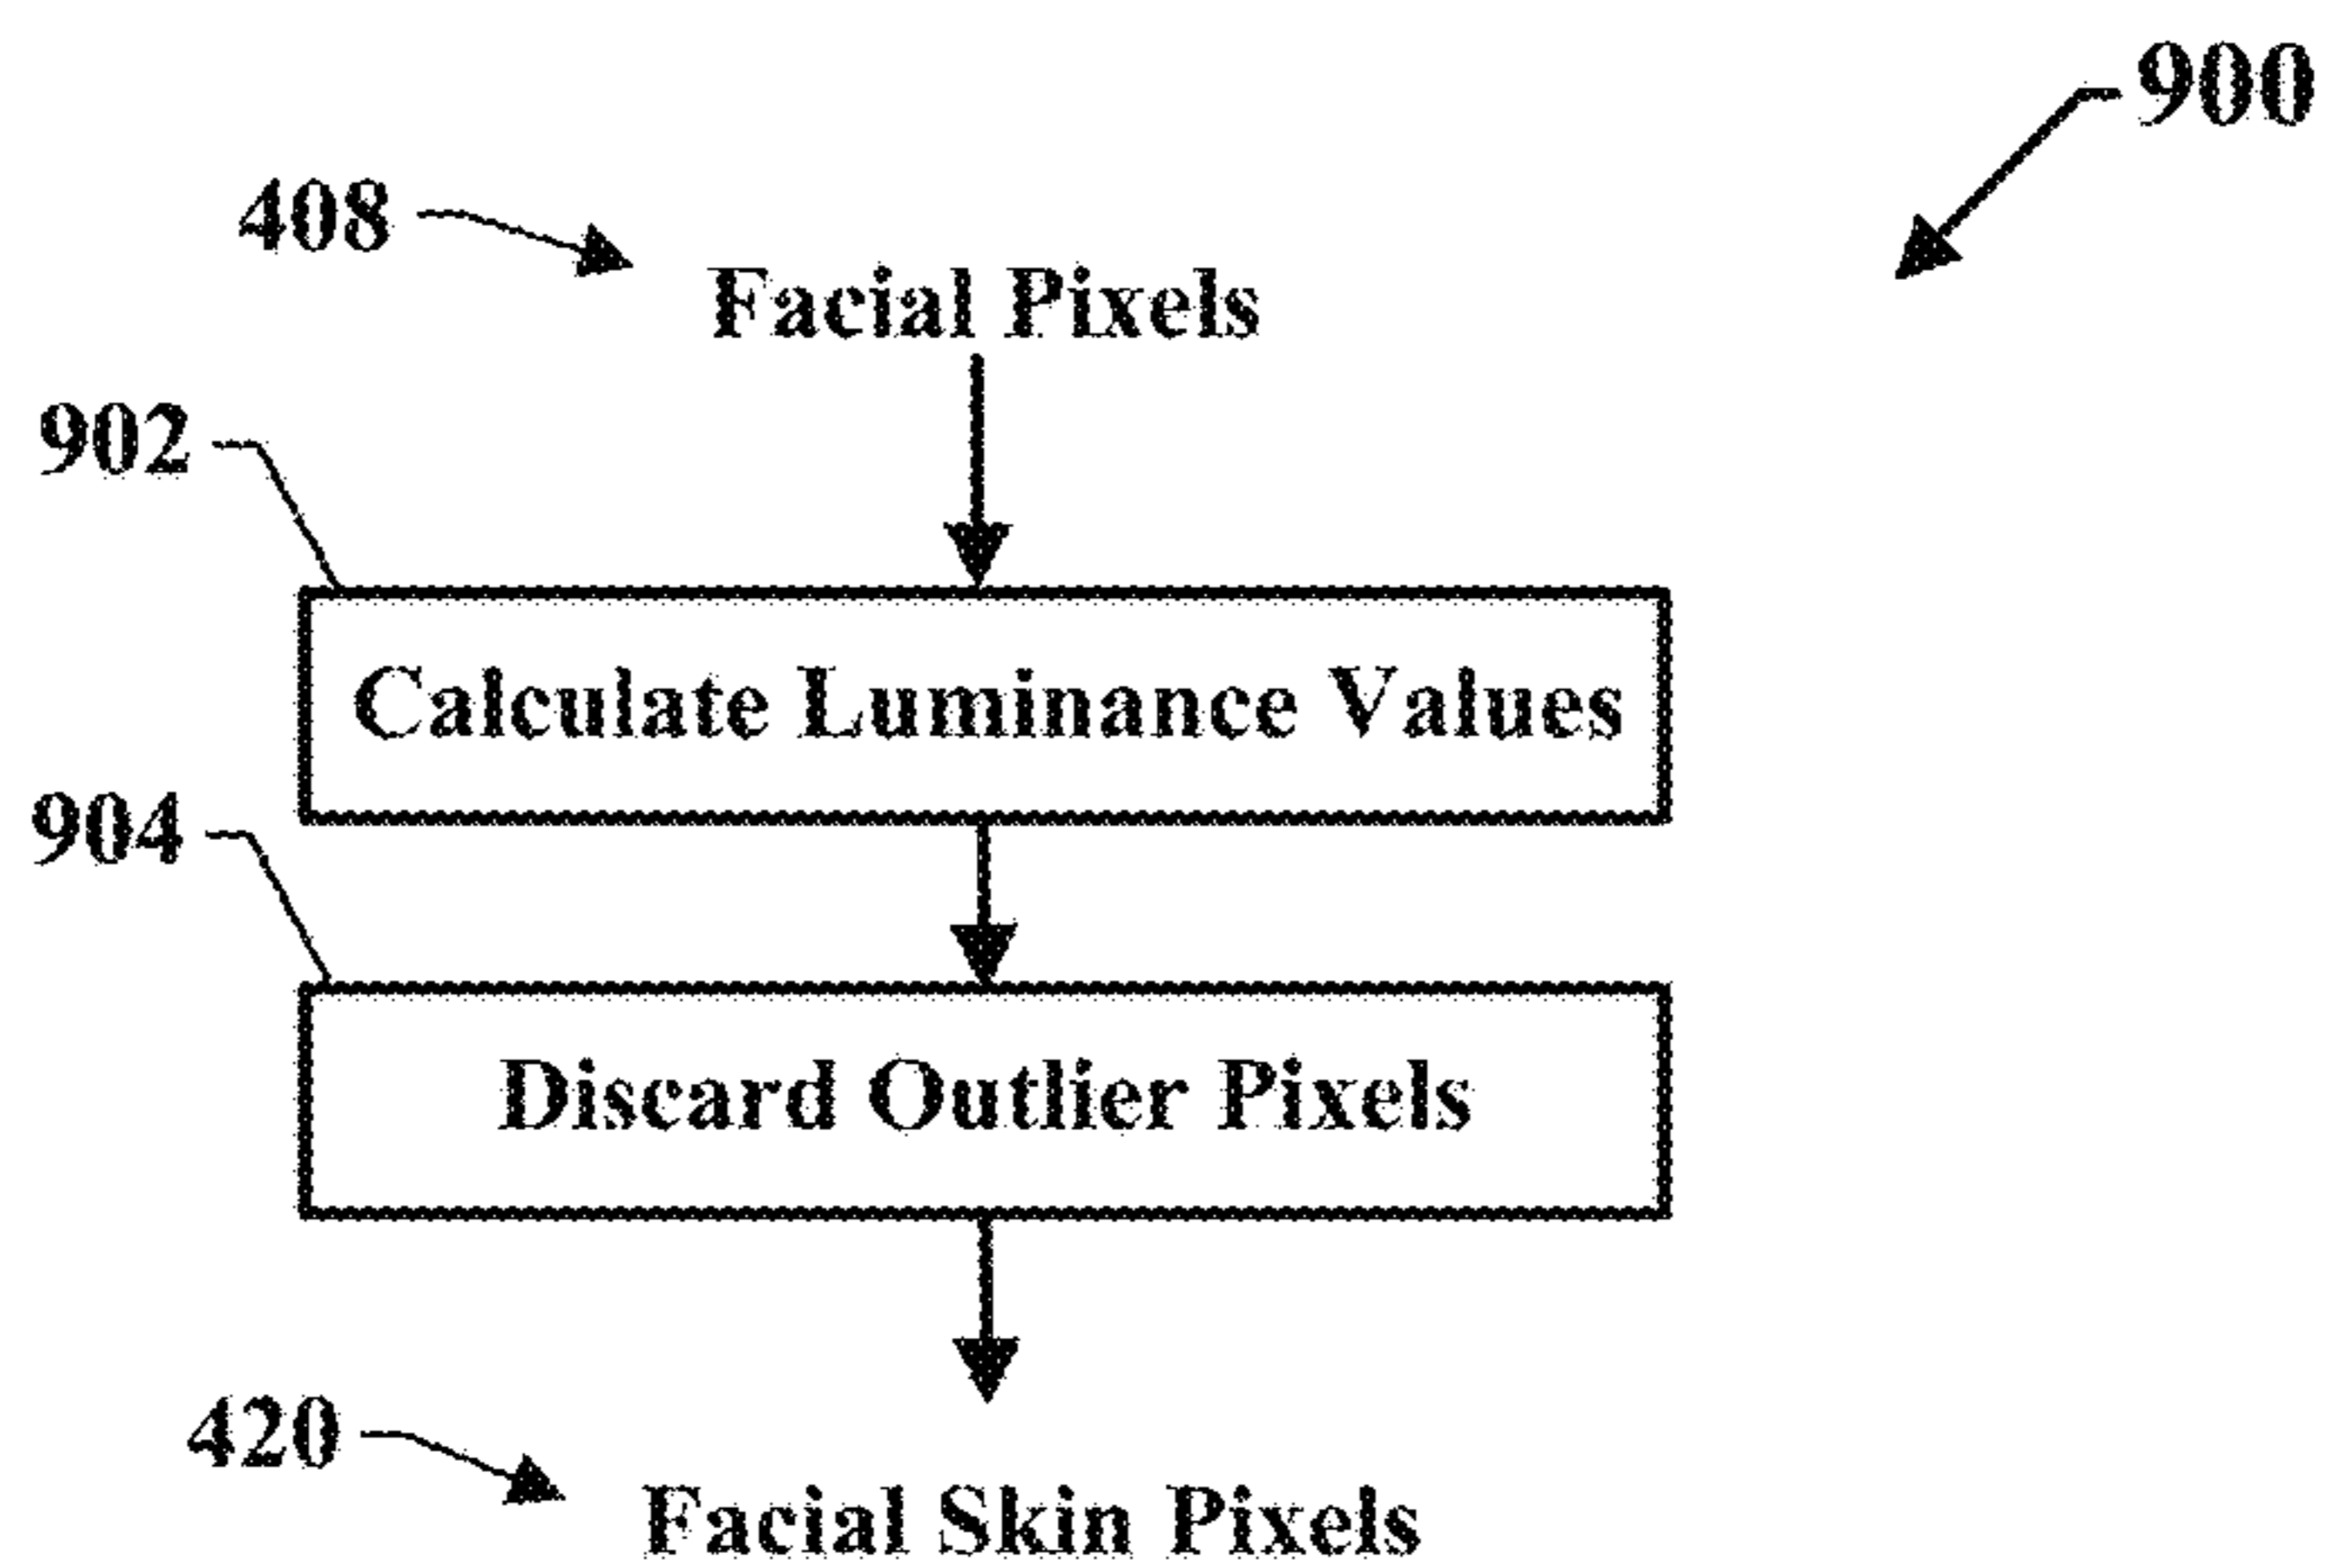 900
408
Facial Pixels
902
Calculate Luminance Values
904
Discard Outlier Pixels
420
Facial Skin Pixels